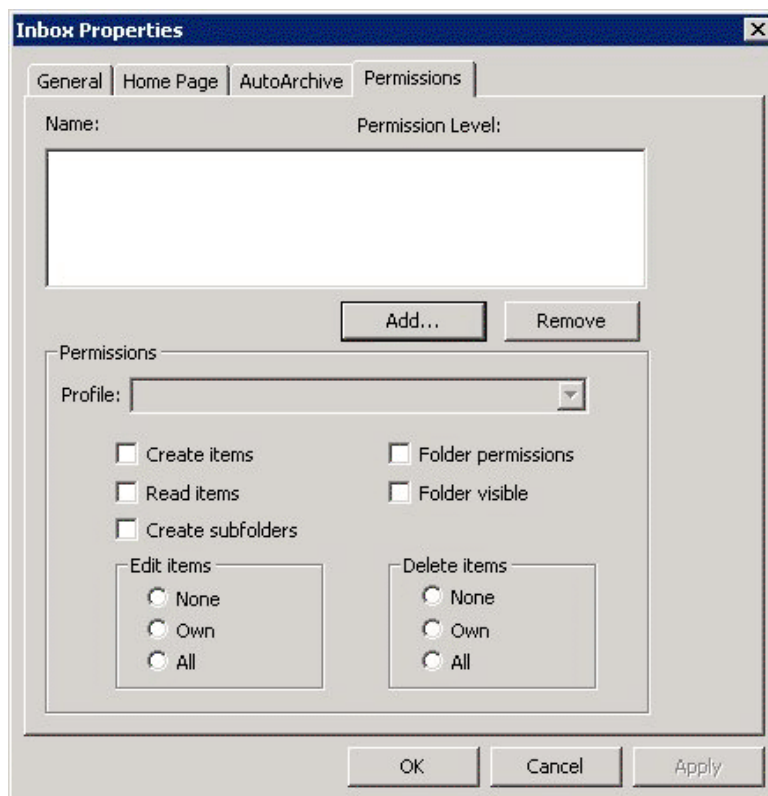 Inbox Properties
General Home Page AutoArchive Permissions
Name: Permission Level:
Add... Remove
Permissions
Profile:
Create items Folder permissions
Read items Folder visible
Create subfolders
Edit items Delete items
None None
Own Own
All All
OK Cancel Apply